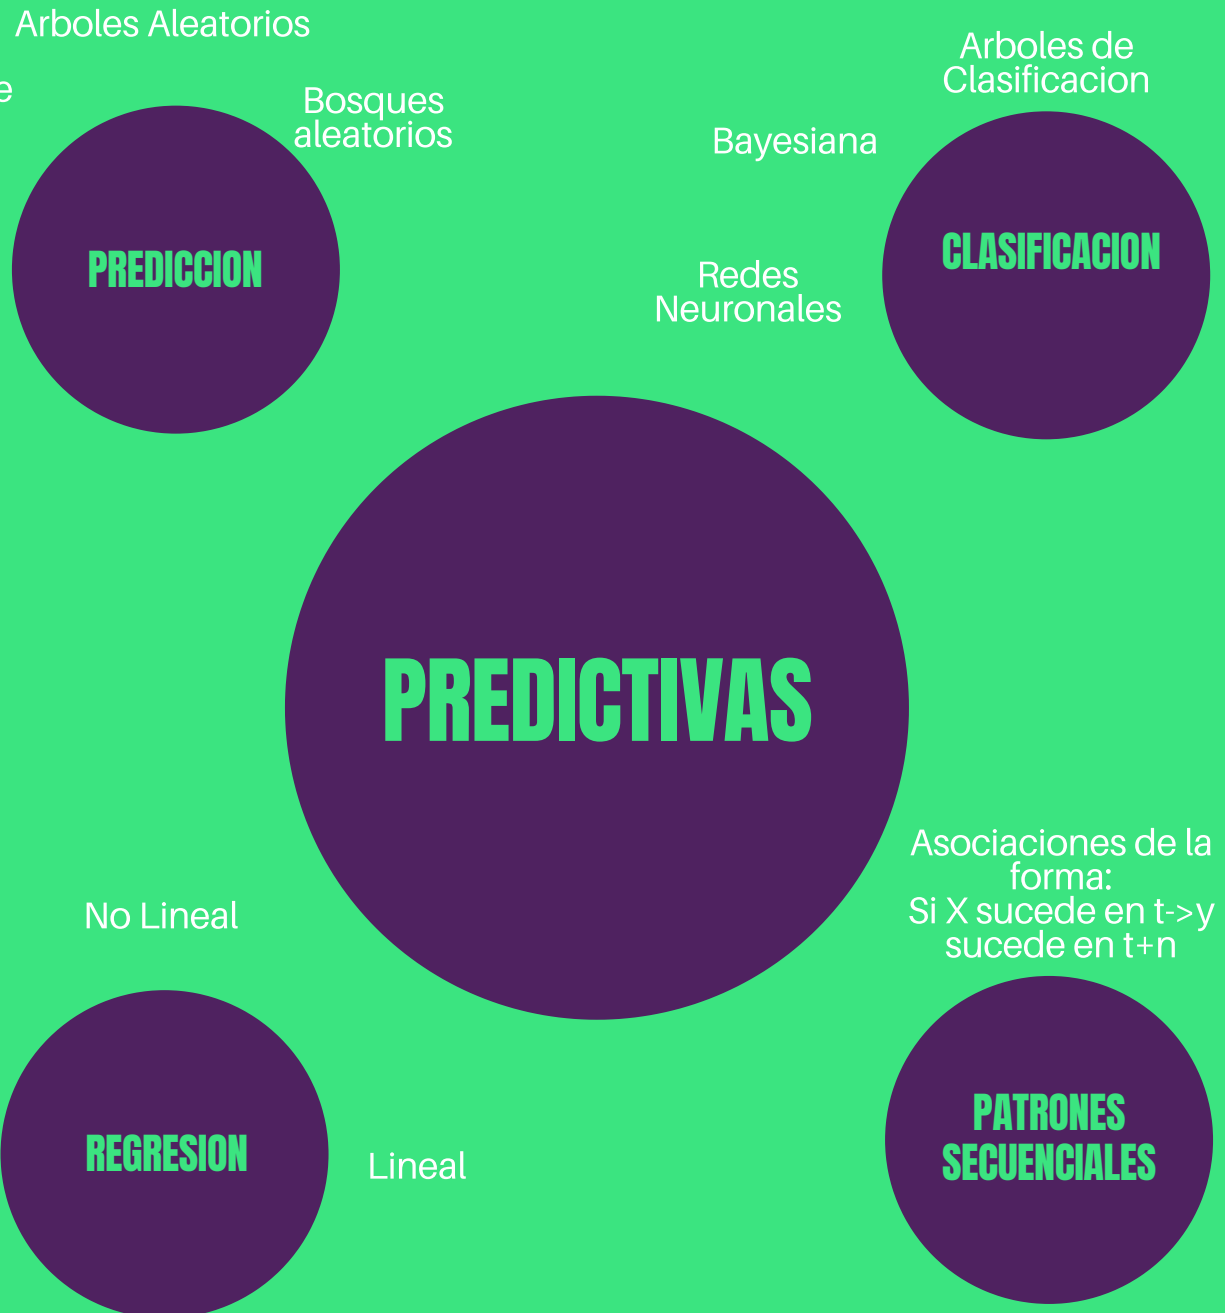 Arboles Aleatorios
Bosques
aleatorios
PREDICCION
Arboles de
Clasificacion
Bayesiana
CLASIFICACION
Redes
Neuronales
PREDICTIVAS
No Lineal
REGRESION
Lineal
Asociaciones de la
forma:
Si X sucede en t->y
sucede en t+n
PATRONES
SECUENCIALES